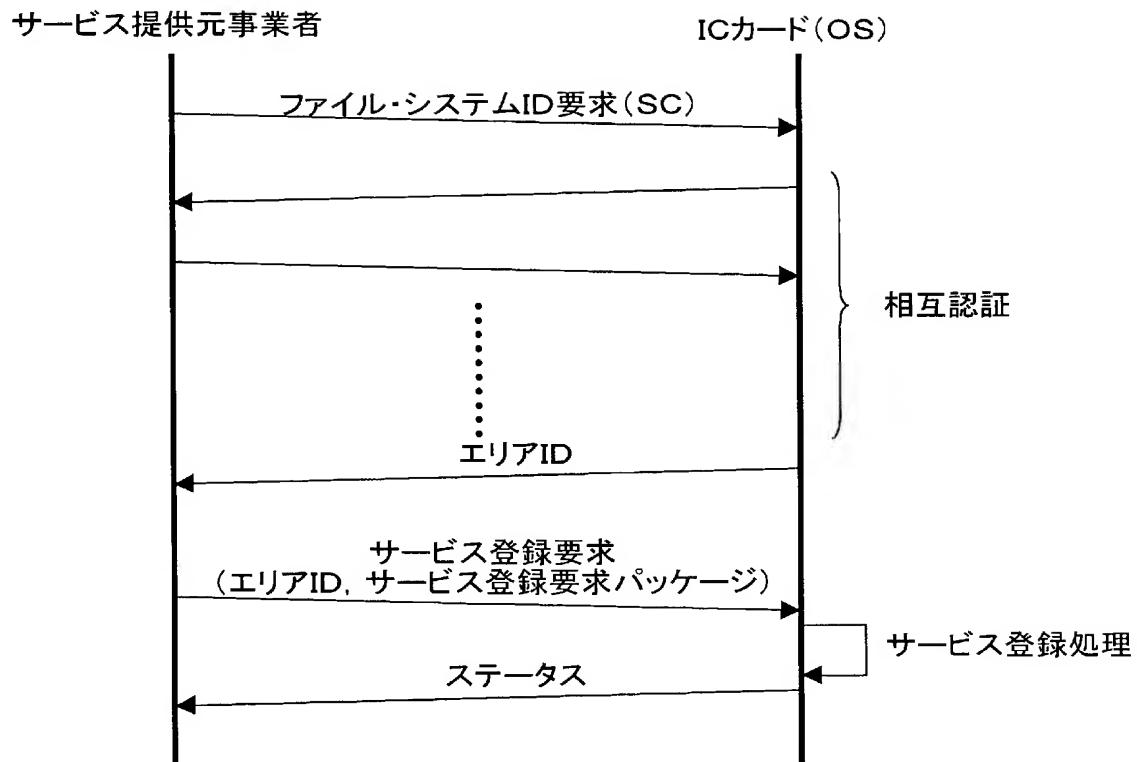 サービス提供元事業者
ICカード(OS)
ファイル・システムID要求(SC)
相互認証
エリアID
サービス登録要求
(エリアID, サービス登録要求パッケージ)
サービス登録処理
ステータス